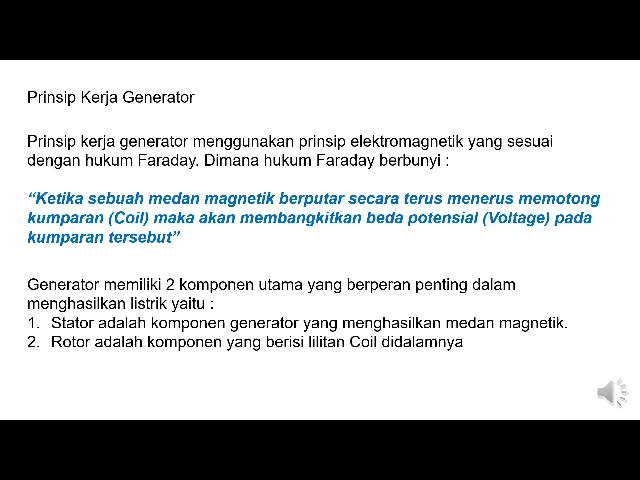 Prinsip Kerja Generator
Prinsip kerja generator menggunakan prinsip elektromagnetik yang sesuai
dengan hukum Faraday. Dimana hukum Faraday berbunyi :
“Ketika sebuah medan magnetik berputar secara terus menerus memotong
kumparan (Coil) maka akan membangkitkan beda potensial (Voltage) pada
kumparan tersebut”
Generator memiliki 2 komponen utama yang berperan penting dalam
menghasilkan listrik yaitu :
1. Stator adalah komponen generator yang menghasilkan medan magnetik.
2. Rotor adalah komponen yang berisi lilitan Coil didalamnya